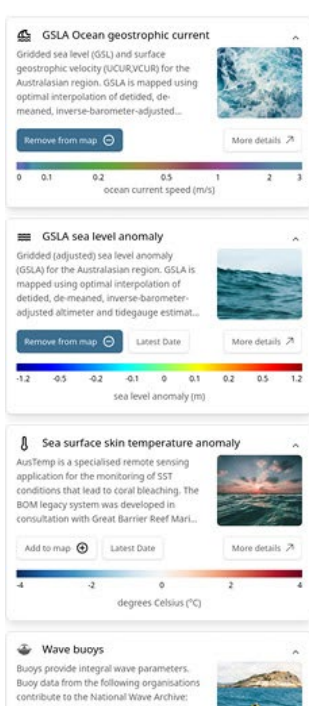 GSLA Ocean geostrophic current
Gridded sea level (GSL) and surface
geostrophic velocity (UCUR,VCUR) for the
Australasian region. GSLA is mapped using
optimal interpolation of detided, de-
meaned, inverse-barometer-adjusted...
Remove from map
More details
0 0.1 0.2 0.5 1 2 3
ocean current speed (m/s)
GSLA sea level anomaly
Gridded (adjusted) sea level anomaly
(GSLA) for the Australasian region. GSLA is
mapped using optimal interpolation of
detided, de-meaned, inverse-barometer-
adjusted altimeter and tidegauge estimat...
Remove from map
Latest Date
More details
-1.2 -0.5 -0.2 -0.1 0 0.1 0.2 0.5 1.2
sea level anomaly (m)
Sea surface skin temperature anomaly
AusTemp is a specialised remote sensing
application for the monitoring of SST
conditions that lead to coral bleaching. The
BOM legacy system was developed in
consultation with Great Barrier Reef Mari...
Add to map
Latest Date
More details
-4 -2 0 2 4
degrees Celsius (°C)
Wave buoys
Buoys provide integral wave parameters.
Buoy data from the following organisations
contribute to the National Wave Archive: